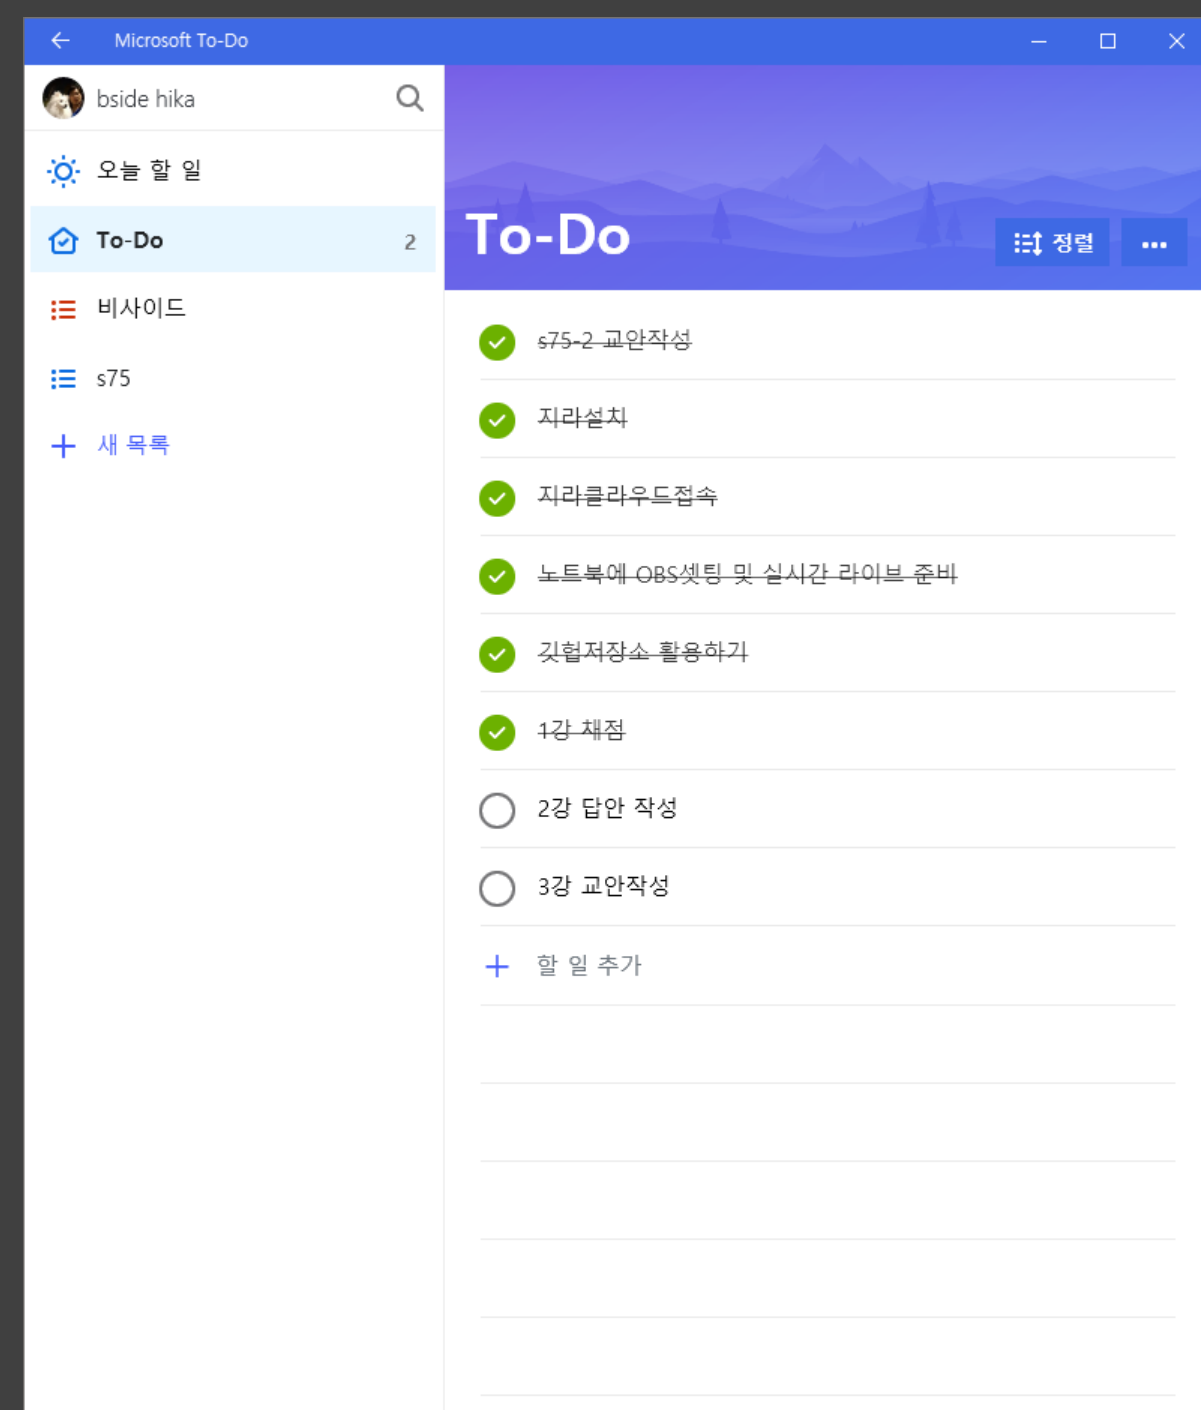 Microsoft To-Do
bside hika
오늘 할 일
To-Do 2
비사이드
s75
새 목록
To-Do
정렬
s75-2 교안작성
지라설치
지라클라우드접속
노트북에 OBS셋팅 및 실시간 라이브 준비
깃헙저장소 활용하기
1강 채점
2강 답안 작성
3강 교안작성
할 일 추가